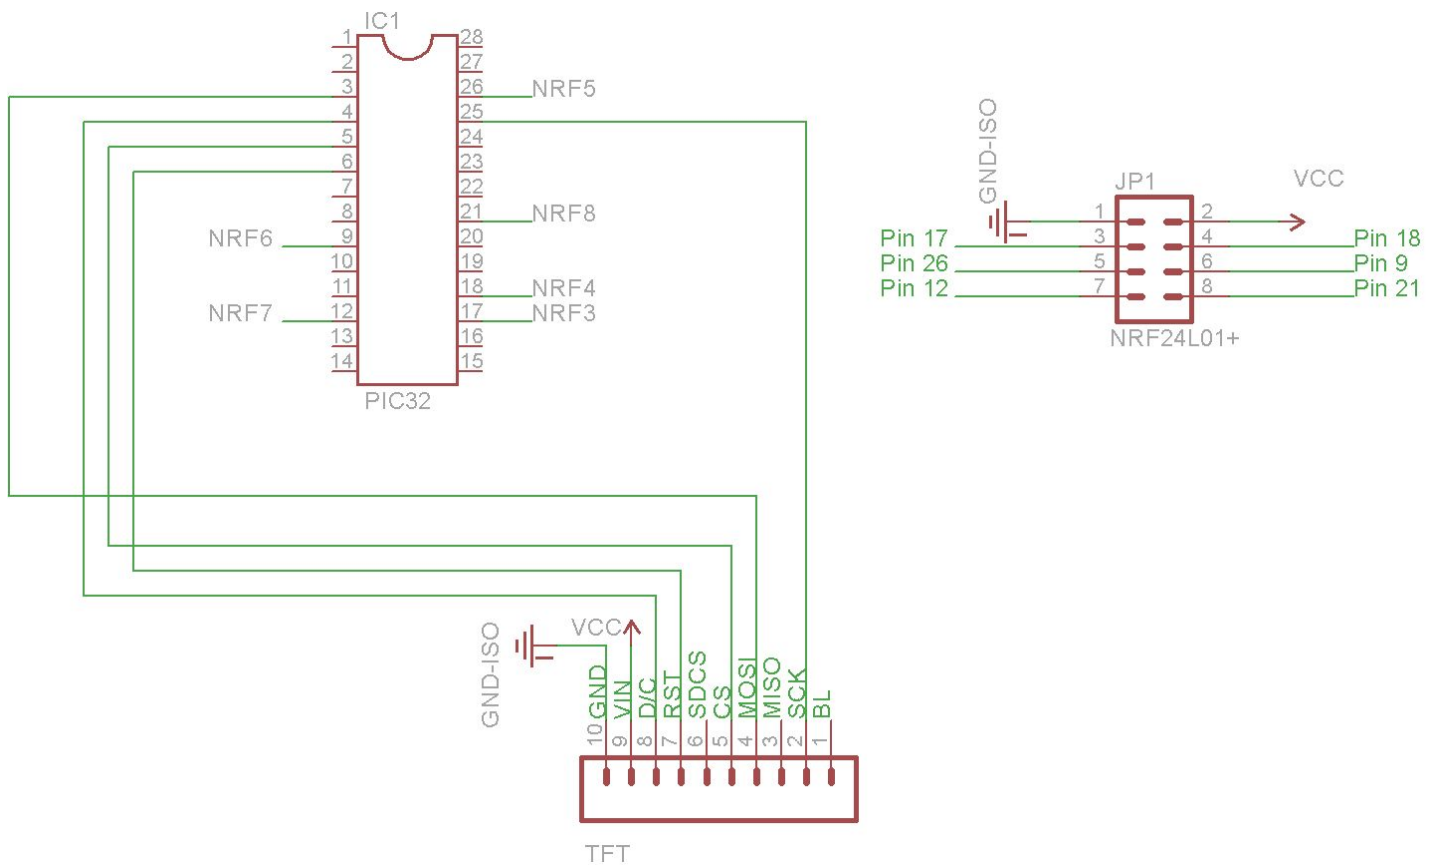 IC1
1 28
2 27
3 26 NRF5
4 25
5 24
6 23
7 22
8 21 NRF8
NRF6 9 20
10 19
11 18 NRF4
NRF7 12 17 NRF3
13 16
14 15
PIC32
GND-ISO
JP1
VCC
1 2
Pin 17 3 4 Pin 18
Pin 26 5 6 Pin 9
Pin 12 7 8 Pin 21
NRF24L01+
GND-ISO
VCC
GND VIN D/C RST SDCS CS MOSI MISO SCK BL
10 9 8 7 6 5 4 3 2 1
TFT